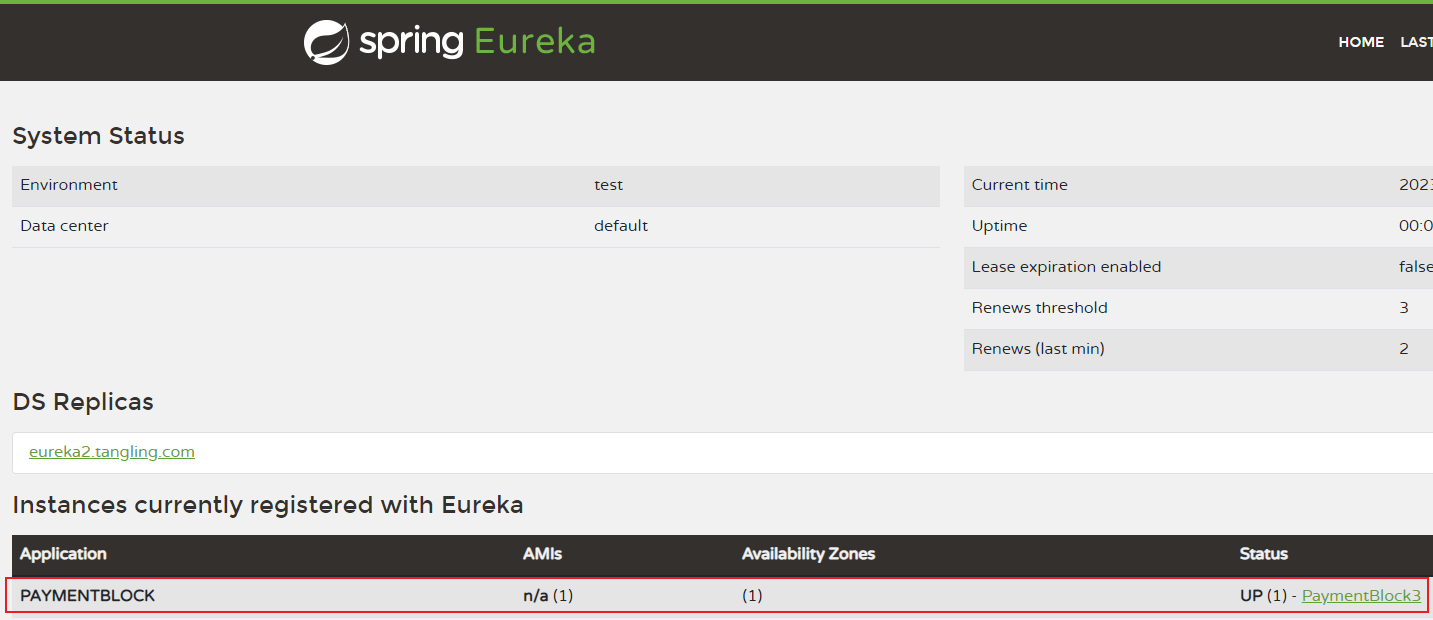 spring Eureka
HOME LAST
System Status
Environment test
Data center default
Current time 2023
Uptime 00:0
Lease expiration enabled false
Renews threshold 3
Renews (last min) 2
DS Replicas
eureka2.tangling.com
Instances currently registered with Eureka
Application AMIs Availability Zones Status
PAYMENTBLOCK n/a (1) (1) UP (1) - PaymentBlock3